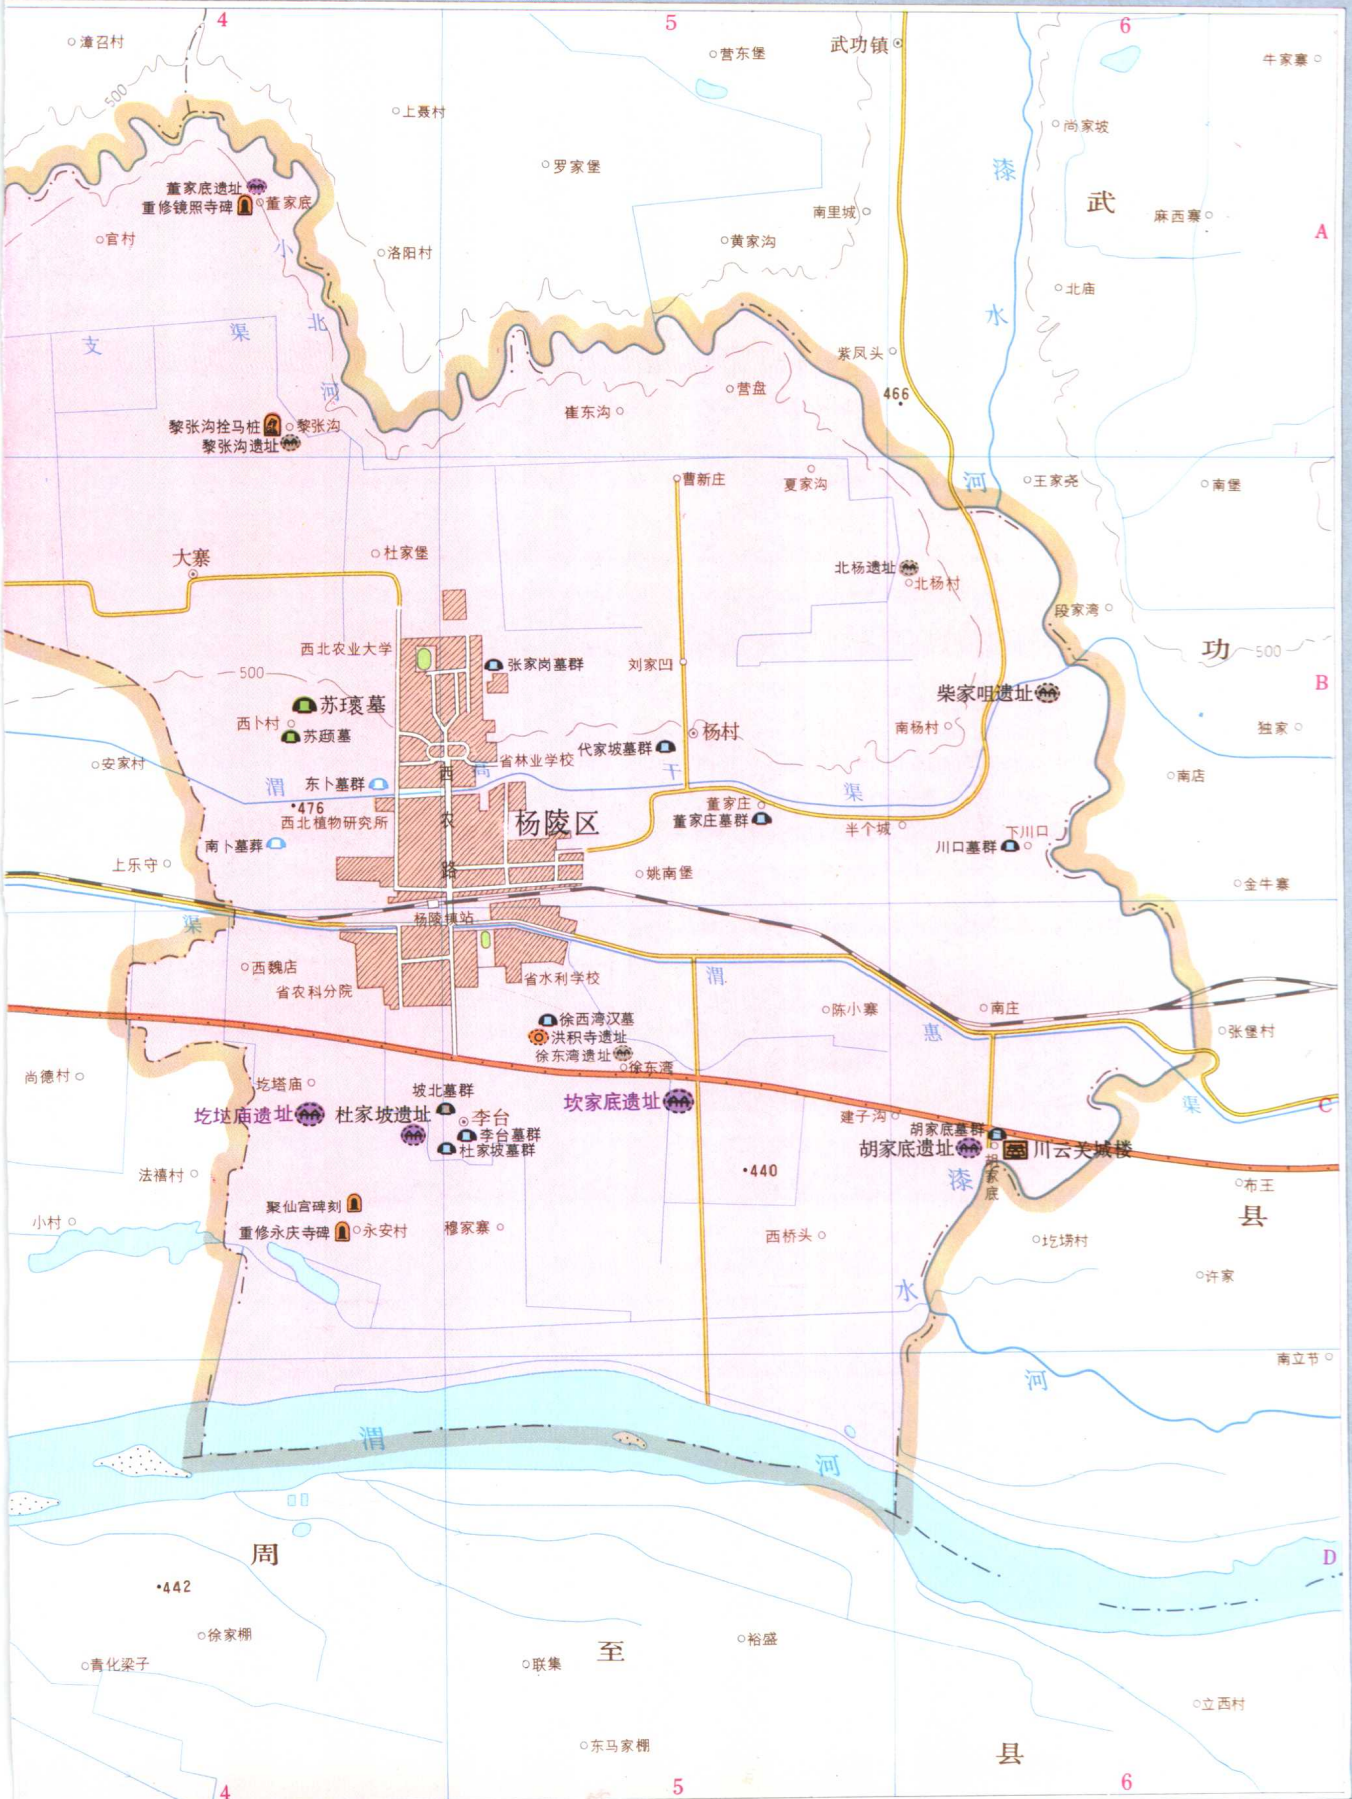 4
5
6
漳召村
500
上聂村
营东堡
武功镇
牛家寨
罗家堡
尚家坡
漆
武
董家底遗址
重修镜照寺碑
董家底
官村
小
洛阳村
南里城
黄家沟
麻西寨
A
北庙
水
支
渠
北
河
紫凤头
466
营盘
崔东沟
黎张沟拴马桩
黎张沟
黎张沟遗址
曹新庄
夏家沟
河
王家尧
南堡
大寨
杜家堡
北杨遗址
北杨村
段家湾
西北农业大学
张家岗墓群
刘家凹
功
500
500
B
苏瓌墓
西卜村
苏颋墓
柴家咀遗址
南杨村
独家
杨村
代家坡墓群
省林业学校
安家村
渭
东卜墓群
西
高
干
渠
南店
476
西北植物研究所
农
杨陵区
董家庄
董家庄墓群
半个城
下川口
川口墓群
南卜墓葬
上乐守
路
姚南堡
金牛寨
渠
杨陵镇站
西魏店
省农科分院
省水利学校
渭
陈小寨
南庄
惠
张堡村
徐西湾汉墓
洪积寺遗址
徐东湾遗址
徐东湾
尚德村
圪塔庙
圪垯庙遗址
坡北墓群
杜家坡遗址
李台
李台墓群
杜家坡墓群
坎家底遗址
建子沟
渠
C
胡家底墓群
胡家底遗址
胡家底
川云关城楼
440
漆
法禧村
布王
聚仙宫碑刻
重修永庆寺碑
永安村
穆家寨
西桥头
小村
县
圪塄村
许家
水
南立节
河
渭
河
周
D
442
徐家棚
裕盛
至
青化梁子
联集
立西村
东马家棚
县
4
5
6